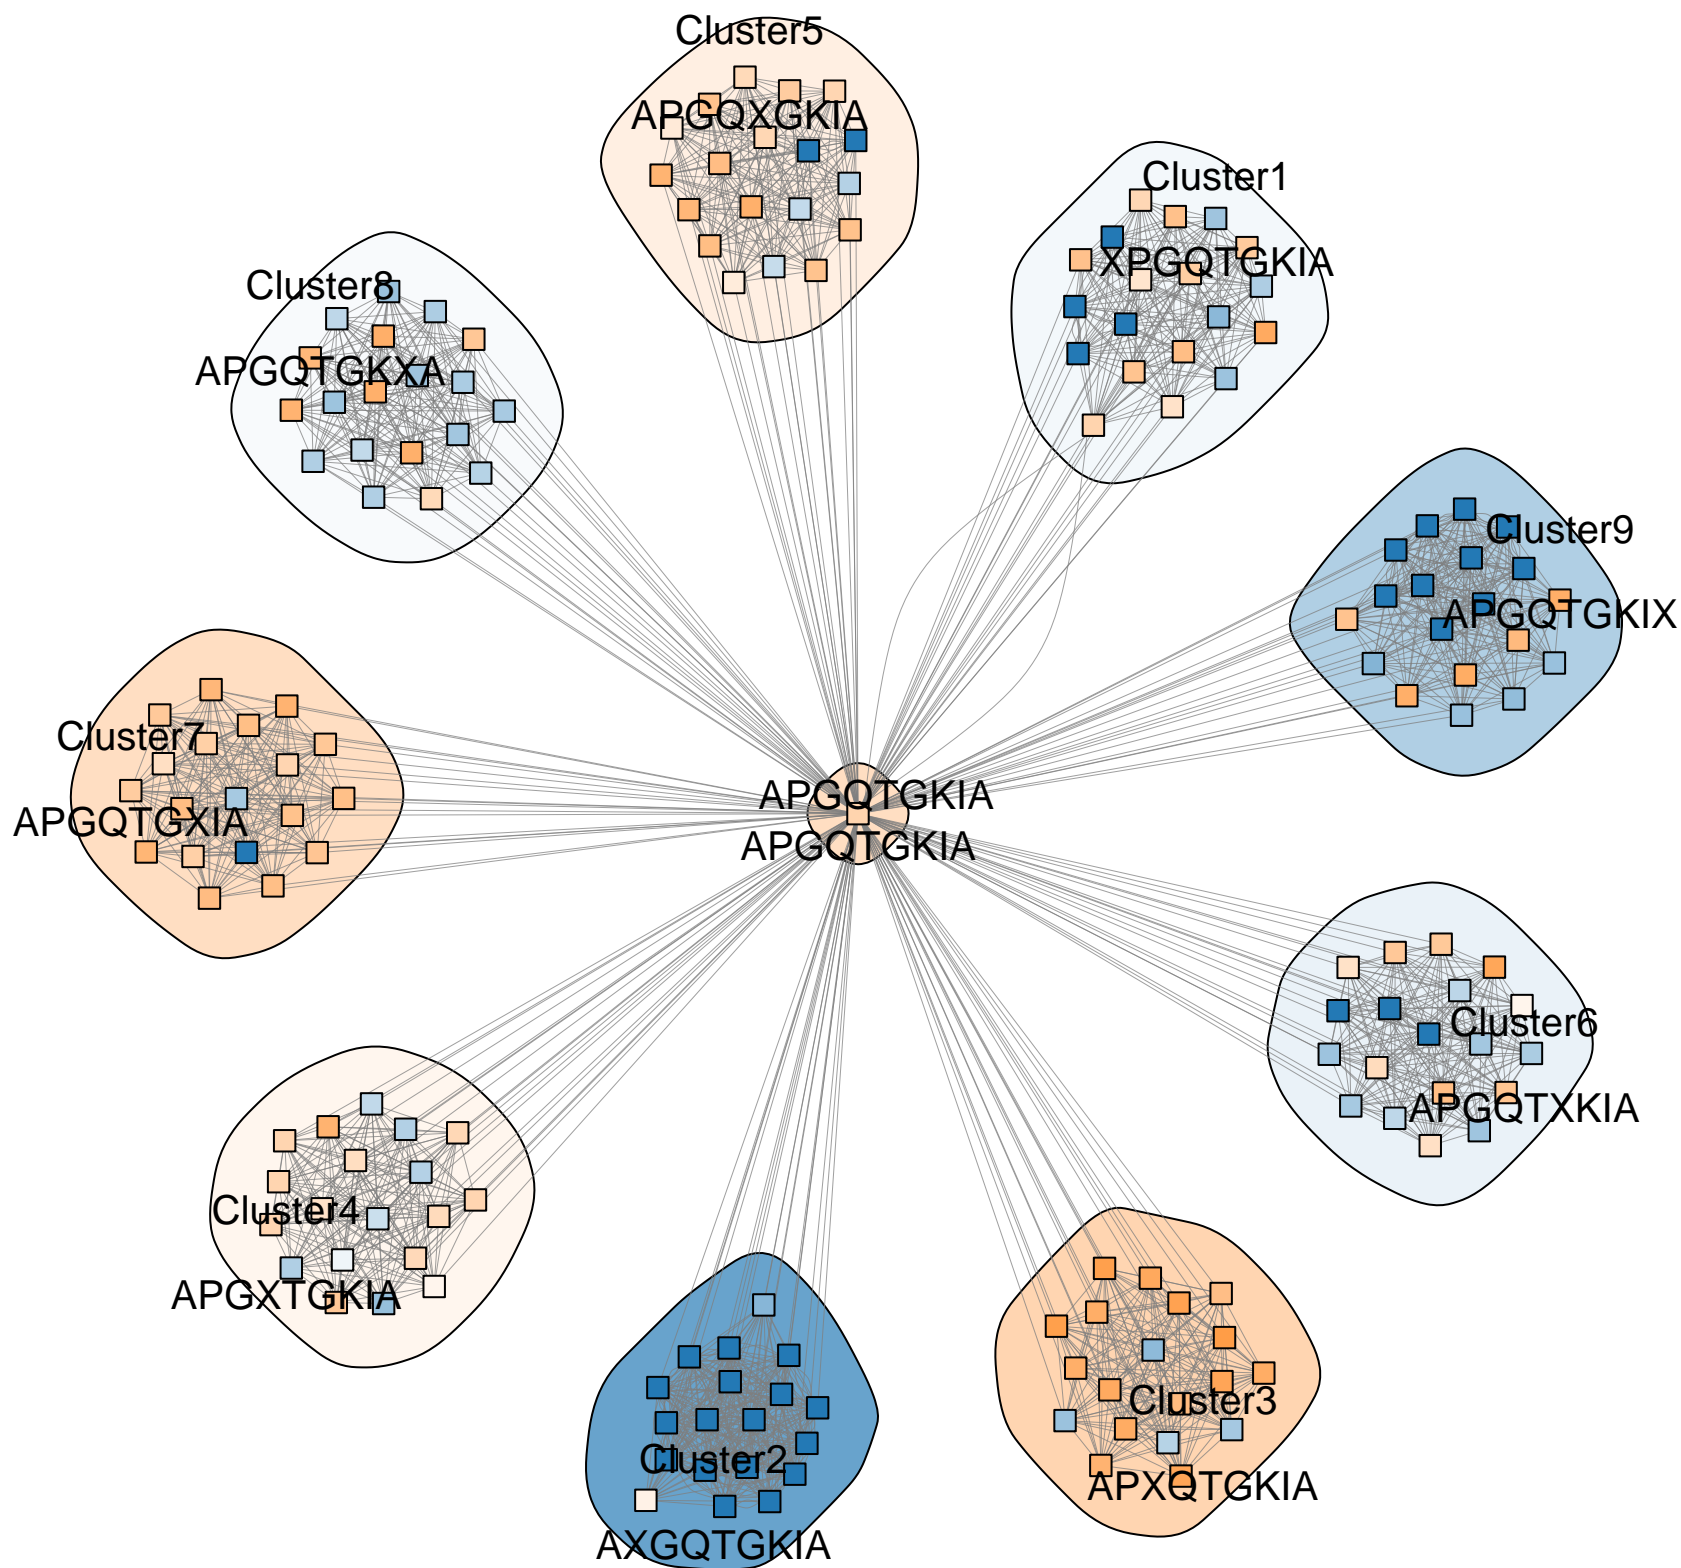 Cluster5
APGQXGKIA
Cluster1
XPGQTGKIA
Cluster8
APGQTGKXA
Cluster9
APGQTGKIX
Cluster7
APGQTGXIA
APGQTGKIA
APGQTGKIA
Cluster6
APGQTXKIA
Cluster4
APGXTGKIA
Cluster3
APXQTGKIA
Cluster2
AXGQTGKIA